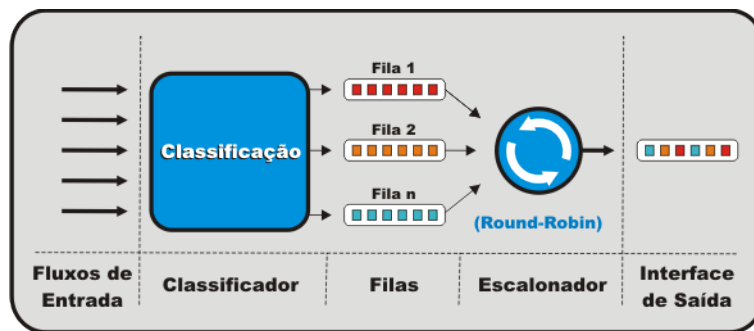 Fila 1
Classificação
Fila 2
Fila n
(Round-Robin)
Fluxos de
Entrada
Classificador
Filas
Escalonador
Interface
de Saída